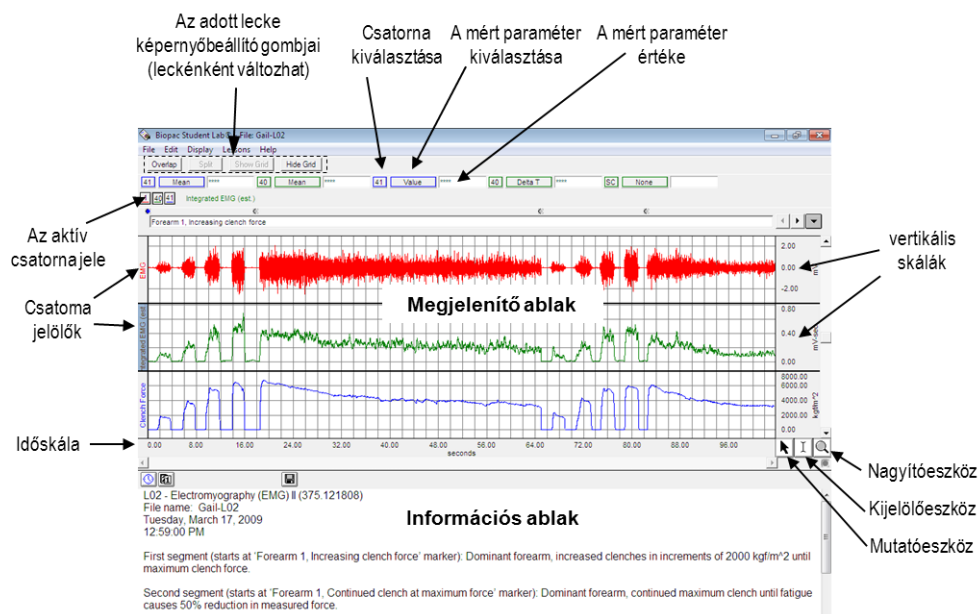 Az adott lecke
képernyőbeállító gombjai
(leckénként változhat)
Csatorna
kiválasztása
A mért paraméter
kiválasztása
A mért paraméter
értéke
Biopac Student Lab File: Gail-L02
File Edit Display Lessons Help
Overlap Split Show Grid Hide Grid
41 Mean **** 40 Mean **** 41 Value **** 40 Delta T **** SC None
40 41 Integrated EMG (est.)
Forearm 1, Increasing clench force
Az aktív
csatorna jele
Csatorna
jelölők
Időskála
EMG
2.00
0.00
-2.00
vertikális
skálák
Megjelenítő ablak
Integrated EMG (est
0.80
0.40
0.00
mV-sec
Clench Force
8000.00
6000.00
4000.00
2000.00
0.00
kgf/m^2
0.00 8.00 16.00 24.00 32.00 40.00 48.00 56.00 64.00 72.00 80.00 88.00 96.00
seconds
Nagyítóeszköz
Kijelölőeszköz
Mutatóeszköz
L02 - Electromyography (EMG) II (375.121808)
File name: Gail-L02
Tuesday, March 17, 2009
12:59:00 PM
Információs ablak
First segment (starts at 'Forearm 1, Increasing clench force' marker): Dominant forearm, increased clenches in increments of 2000 kgf/m^2 until
maximum clench force.
Second segment (starts at 'Forearm 1, Continued clench at maximum force' marker): Dominant forearm, continued maximum clench until fatigue
causes 50% reduction in measured force.